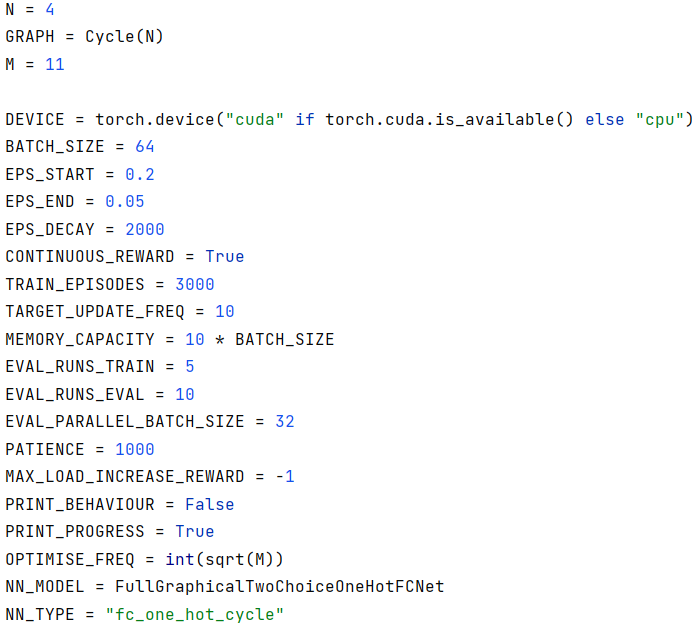 N = 4
GRAPH = Cycle(N)
M = 11
DEVICE = torch.device("cuda" if torch.cuda.is_available() else "cpu")
BATCH_SIZE = 64
EPS_START = 0.2
EPS_END = 0.05
EPS_DECAY = 2000
CONTINUOUS_REWARD = True
TRAIN_EPISODES = 3000
TARGET_UPDATE_FREQ = 10
MEMORY_CAPACITY = 10 * BATCH_SIZE
EVAL_RUNS_TRAIN = 5
EVAL_RUNS_EVAL = 10
EVAL_PARALLEL_BATCH_SIZE = 32
PATIENCE = 1000
MAX_LOAD_INCREASE_REWARD = -1
PRINT_BEHAVIOUR = False
PRINT_PROGRESS = True
OPTIMISE_FREQ = int(sqrt(M))
NN_MODEL = FullGraphicalTwoChoiceOneHotFCNet
NN_TYPE = "fc_one_hot_cycle"